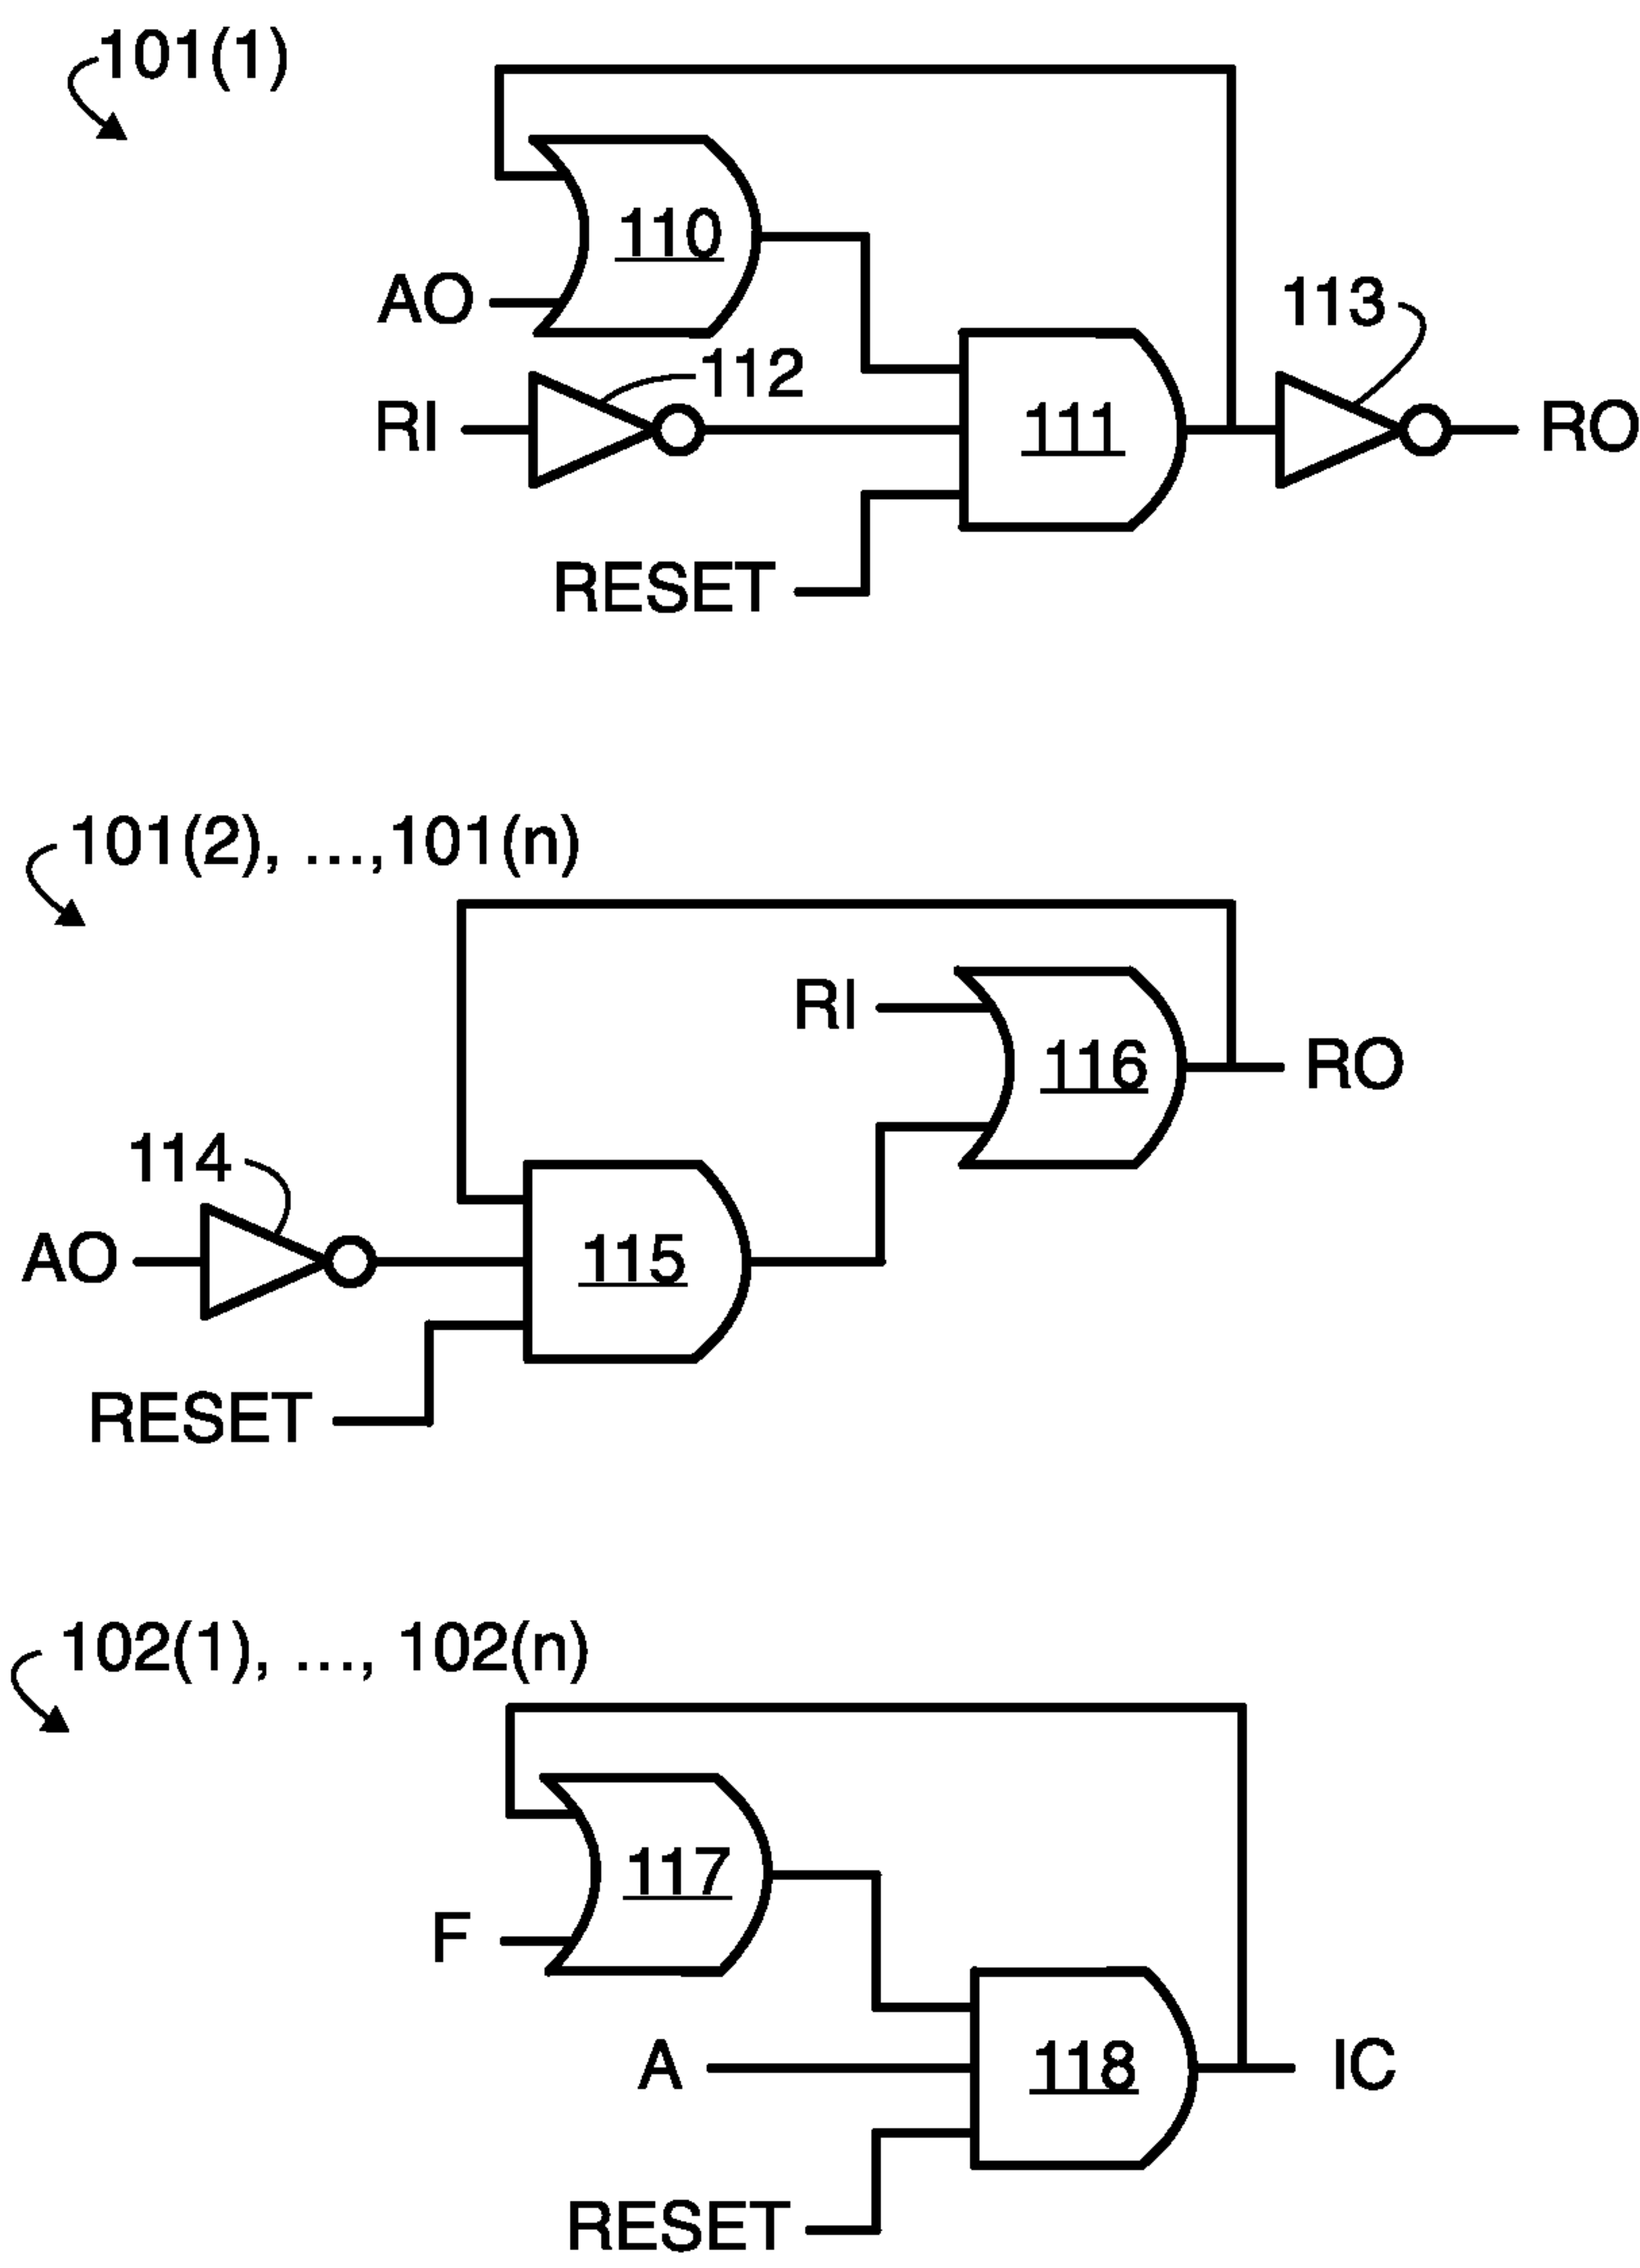 101(1)
110
AO
113
112
RI
111
RO
RESET
101(2), ...,101(n)
RI
116
RO
114
AO
115
RESET
102(1), ..., 102(n)
117
F
A
118
IC
RESET